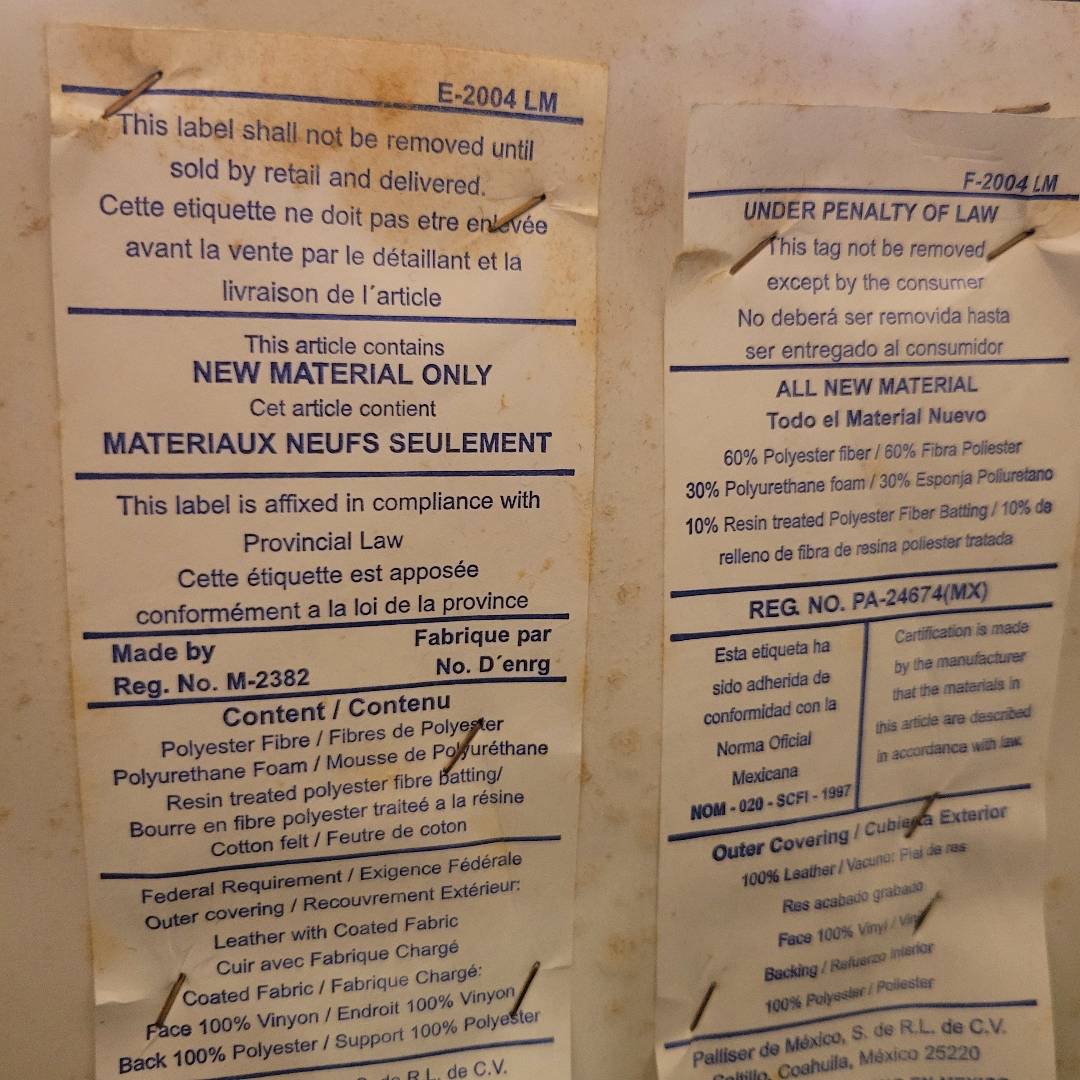 E-2004 LM
This label shall not be removed until
sold by retail and delivered.
Cette etiquette ne doit pas etre enlevée
avant la vente par le détaillant et la
livraison de l´article
This article contains
NEW MATERIAL ONLY
Cet article contient
MATERIAUX NEUFS SEULEMENT
This label is affixed in compliance with
Provincial Law
Cette étiquette est apposée
conformément a la loi de la province
Made by
Reg. No. M-2382
Fabrique par
No. D´enrg
Content / Contenu
Polyester Fibre / Fibres de Polyester
Polyurethane Foam / Mousse de Polyuréthane
Resin treated polyester fibre batting/
Bourre en fibre polyester traiteé a la résine
Cotton felt / Feutre de coton
Federal Requirement / Exigence Fédérale
Outer covering / Recouvrement Extérieur:
Leather with Coated Fabric
Cuir avec Fabrique Chargé
Coated Fabric / Fabrique Chargé:
Face 100% Vinyon / Endroit 100% Vinyon
Back 100% Polyester / Support 100% Polyester
de R.L. de C.V.
F-2004 LM
UNDER PENALTY OF LAW
This tag not be removed
except by the consumer
No deberá ser removida hasta
ser entregado al consumidor
ALL NEW MATERIAL
Todo el Material Nuevo
60% Polyester fiber / 60% Fibra Poliester
30% Polyurethane foam / 30% Esponja Poliuretano
10% Resin treated Polyester Fiber Batting / 10% de
relleno de fibra de resina poliester tratada
REG. NO. PA-24674(MX)
Esta etiqueta ha
sido adherida de
conformidad con la
Norma Oficial
Mexicana
NOM - 020 - SCFI - 1997
Certification is made
by the manufacturer
that the materials in
this article are described
in accordance with law.
Outer Covering / Cubierta Exterior
100% Leather / Vacuno: Piel de res
Res acabado grabado
Face 100% Vinyl /
Backing / Refuerzo Interior
100% Polyester / Poliester
Palliser de México, S. de R.L. de C.V.
Saltillo, Coahuila, México 25220